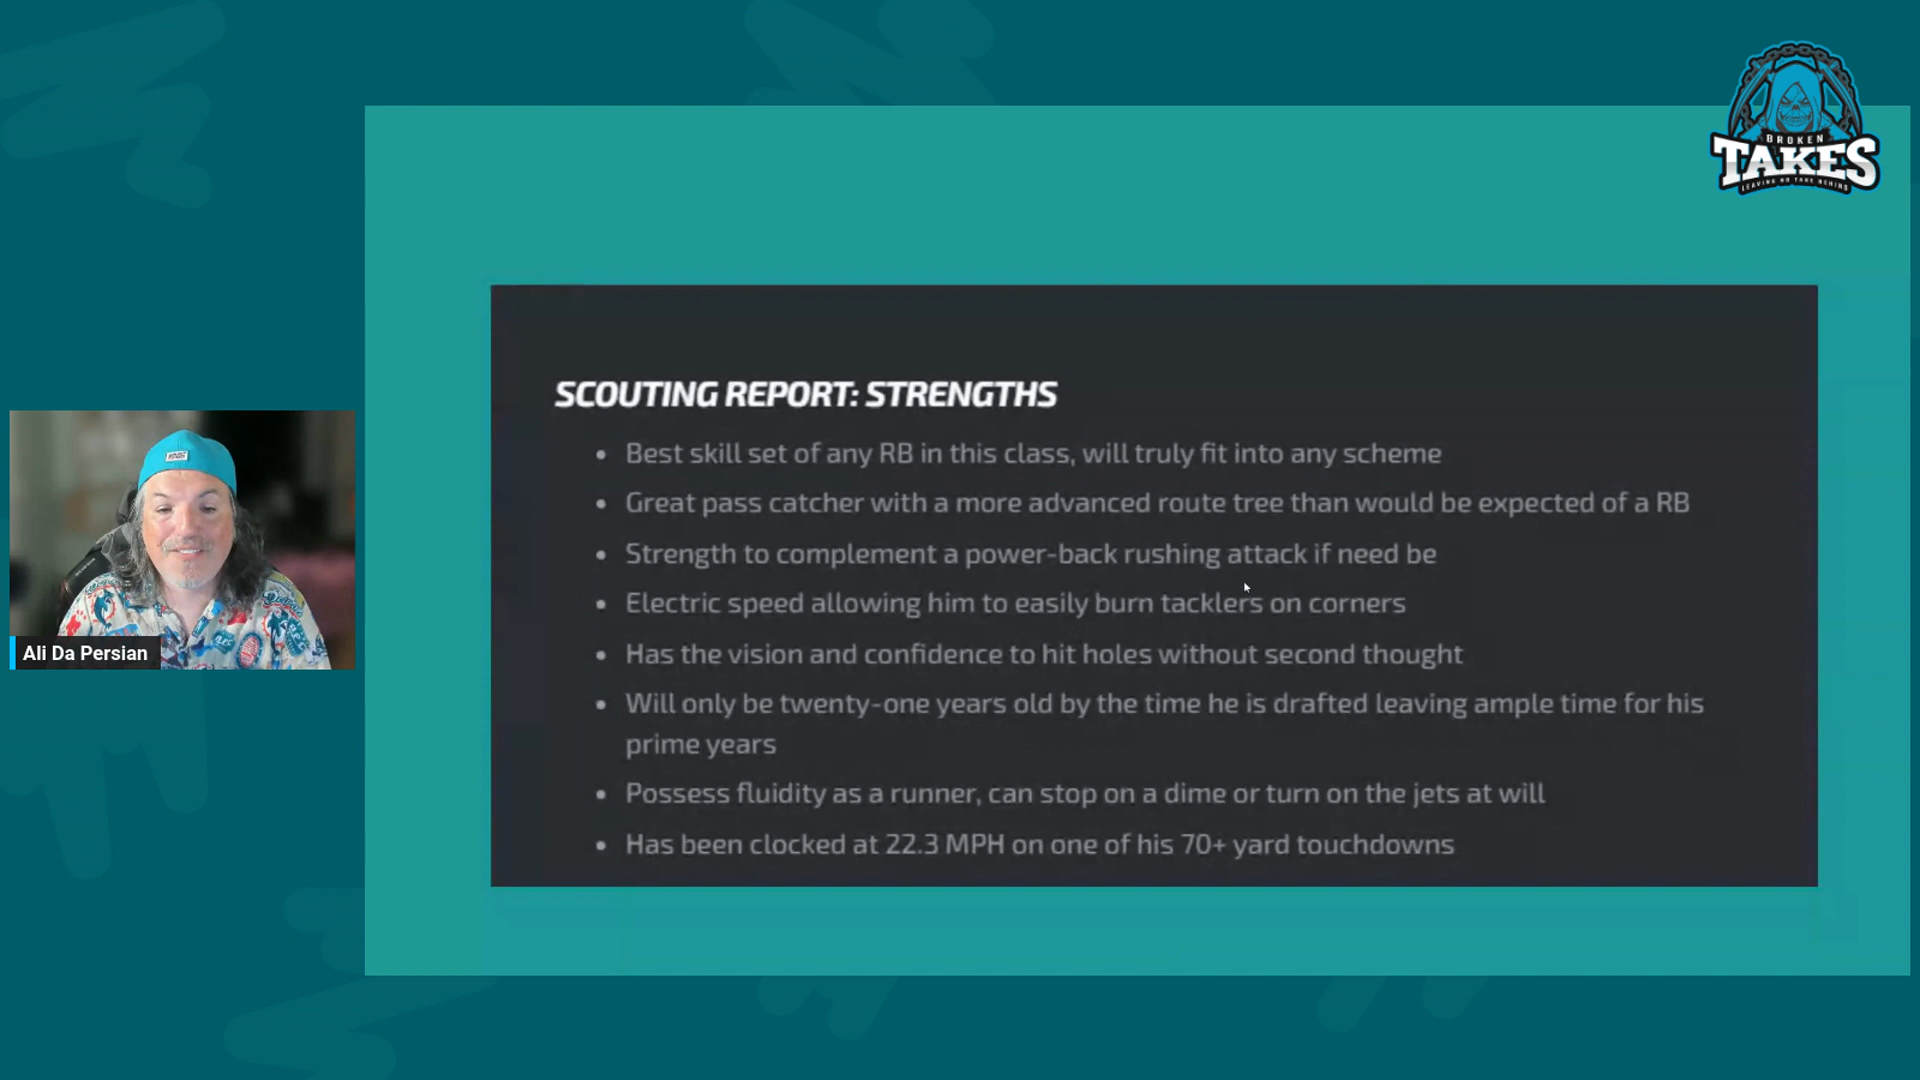 BROKEN
TAKES
LEAVING NO TAKE BEHIND
SCOUTING REPORT: STRENGTHS
• Best skill set of any RB in this class, will truly fit into any scheme
• Great pass catcher with a more advanced route tree than would be expected of a RB
• Strength to complement a power-back rushing attack if need be
• Electric speed allowing him to easily burn tacklers on corners
• Has the vision and confidence to hit holes without second thought
• Will only be twenty-one years old by the time he is drafted leaving ample time for his
prime years
• Possess fluidity as a runner, can stop on a dime or turn on the jets at will
• Has been clocked at 22.3 MPH on one of his 70+ yard touchdowns
Ali Da Persian